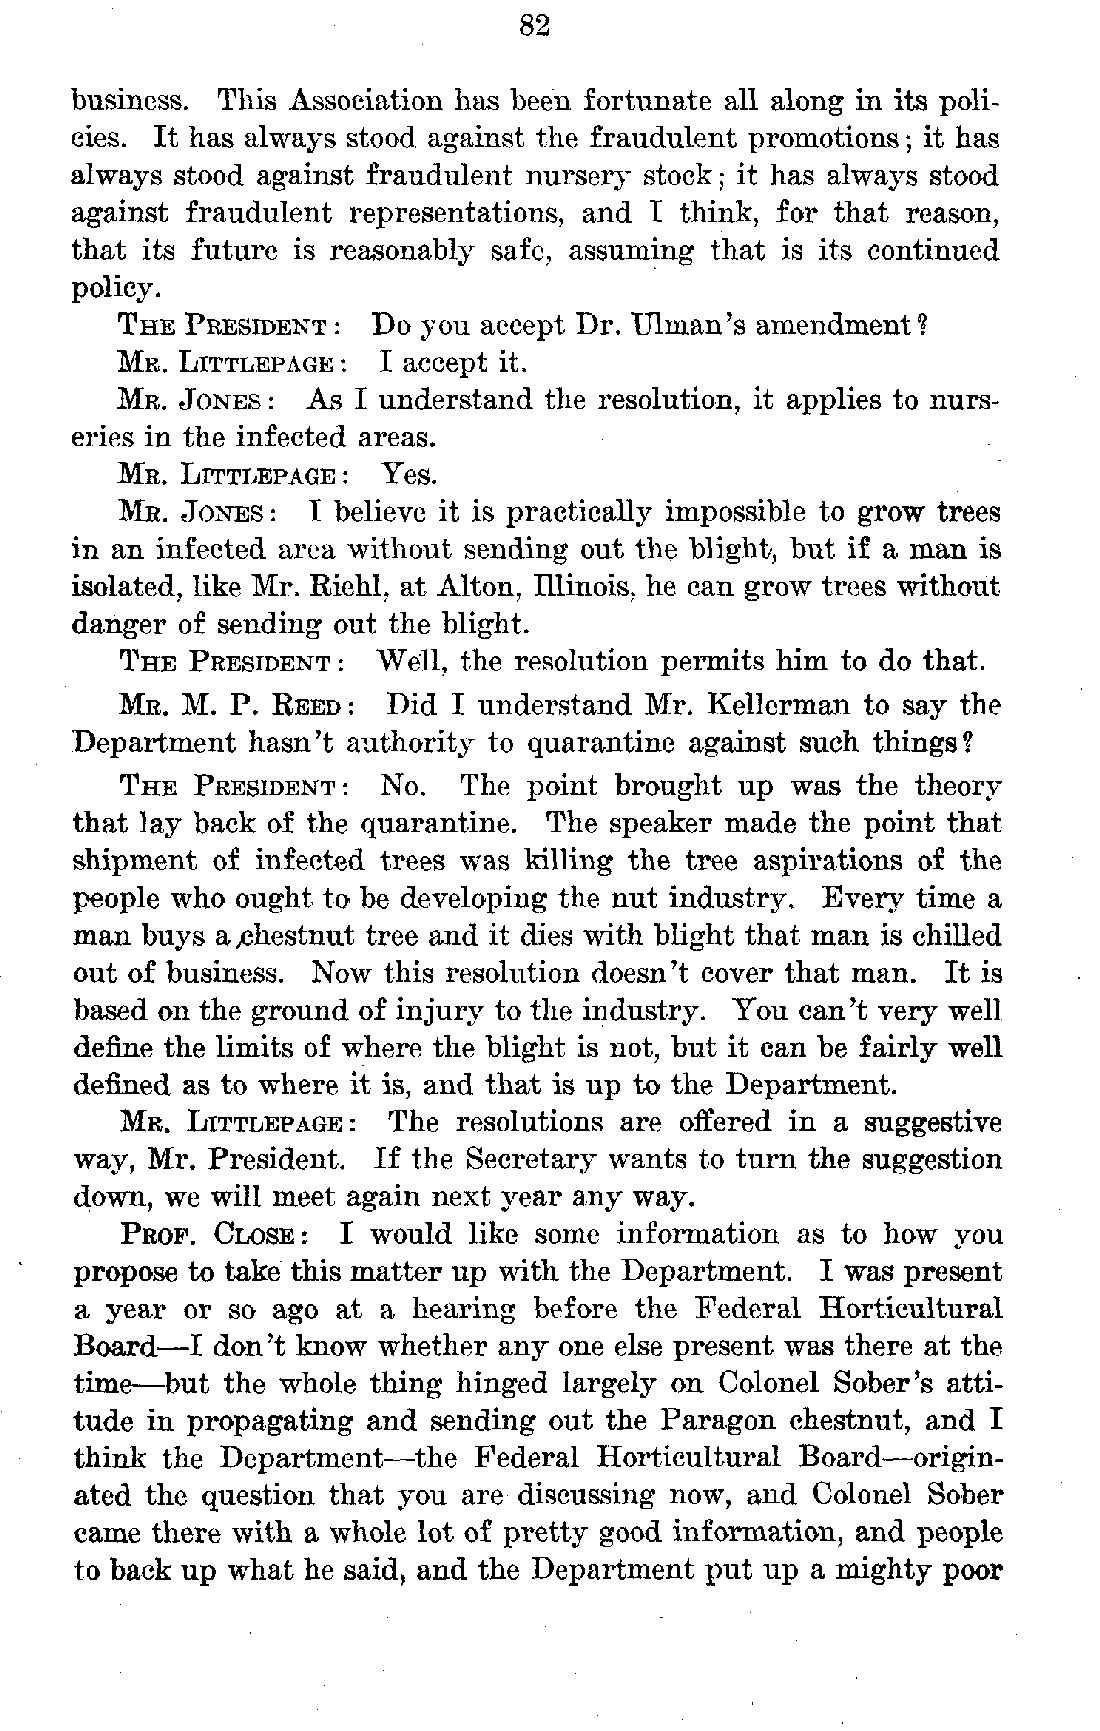 82
business. This Association has been fortunate all along in its poli-
cies. It has always stood against the fraudulent promotions; it has
always stood against fraudulent nursery stock; it has always stood
against fraudulent representations, and I think, for that reason,
that its future is reasonably safe, assuming that is its continued
policy.
THE PRESIDENT: Do you accept Dr. Ulman's amendment?
MR. LITTLEPAGE: I accept it.
MR. JONES: As I understand the resolution, it applies to nurs-
eries in the infected areas.
MR. LITTLEPAGE: Yes.
MR. JONES: I believe it is practically impossible to grow trees
in an infected area without sending out the blight, but if a man is
isolated, like Mr. Riehl, at Alton, Illinois, he can grow trees without
danger of sending out the blight.
THE PRESIDENT: Well, the resolution permits him to do that.
MR. M. P. REED: Did I understand Mr. Kellerman to say the
Department hasn't authority to quarantine against such things?
THE PRESIDENT: No. The point brought up was the theory
that lay back of the quarantine. The speaker made the point that
shipment of infected trees was killing the tree aspirations of the
people who ought to be developing the nut industry. Every time a
man buys a chestnut tree and it dies with blight that man is chilled
out of business. Now this resolution doesn't cover that man. It is
based on the ground of injury to the industry. You can't very well
define the limits of where the blight is not, but it can be fairly well
defined as to where it is, and that is up to the Department.
MR. LITTLEPAGE: The resolutions are offered in a suggestive
way, Mr. President. If the Secretary wants to turn the suggestion
down, we will meet again next year any way.
PROF. CLOSE: I would like some information as to how you
propose to take this matter up with the Department. I was present
a year or so ago at a hearing before the Federal Horticultural
Board—I don't know whether any one else present was there at the
time—but the whole thing hinged largely on Colonel Sober's atti-
tude in propagating and sending out the Paragon chestnut, and I
think the Department—the Federal Horticultural Board—origin-
ated the question that you are discussing now, and Colonel Sober
came there with a whole lot of pretty good information, and people
to back up what he said, and the Department put up a mighty poor